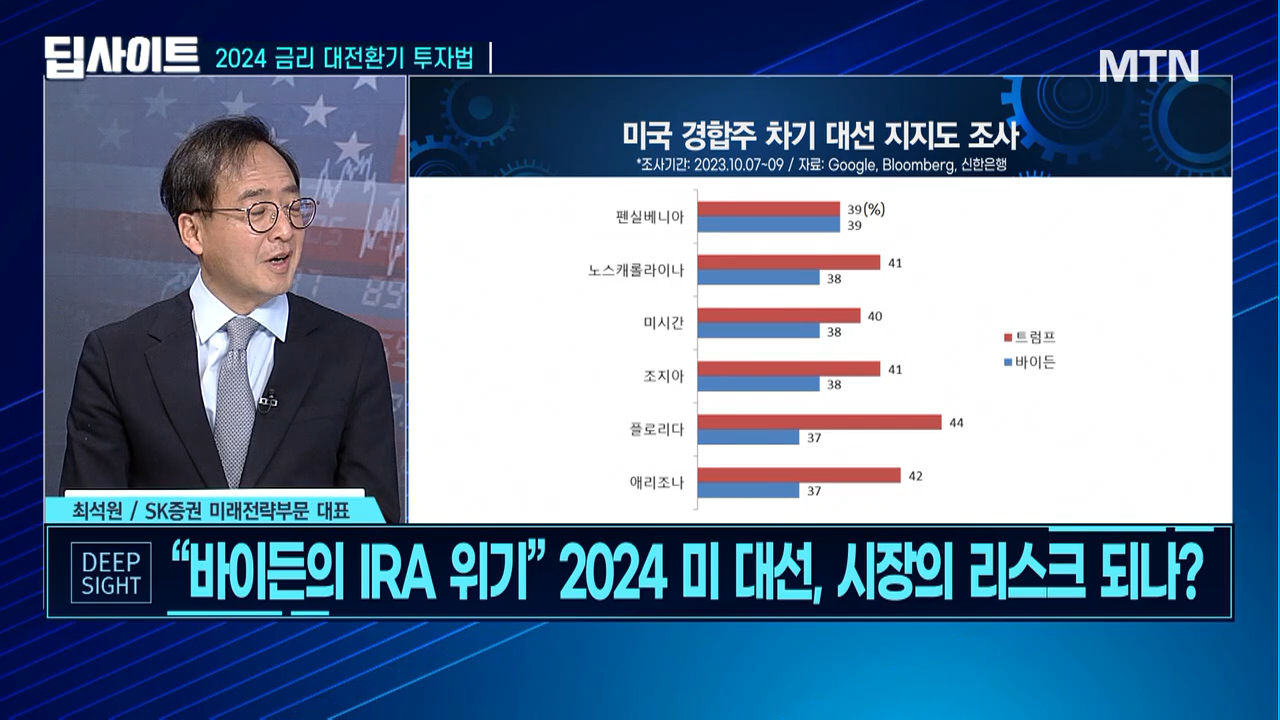 딥사이트 2024 금리 대전환기 투자법
MTN
미국 경합주 차기 대선 지지도 조사
*조사기간: 2023.10.07~09 / 자료: Google, Bloomberg, 신한은행
펜실베니아 39(%)
39
노스캐롤라이나 41
38
미시간 40
38
조지아 41
38
플로리다 44
37
애리조나 42
37
트럼프
바이든
최석원 / SK증권 미래전략부문 대표
DEEP
SIGHT
“바이든의 IRA 위기” 2024 미 대선, 시장의 리스크 되나?